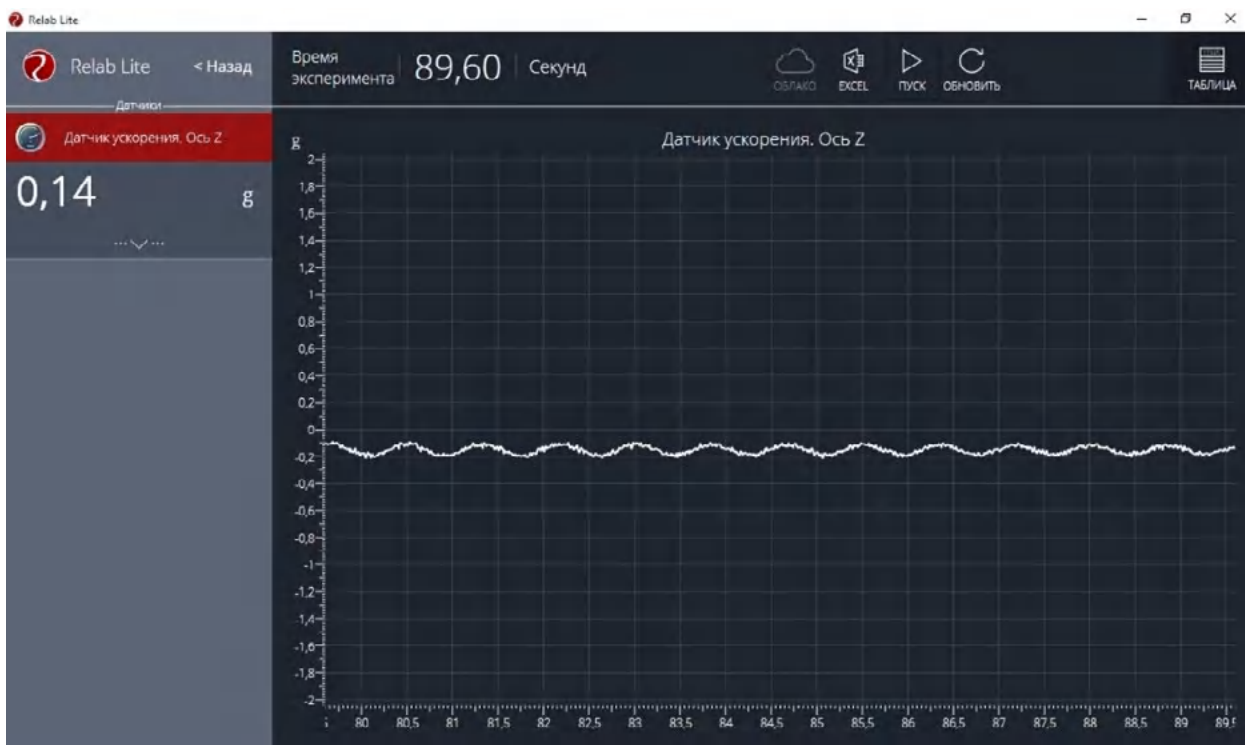 Relab Lite
Relab Lite
< Назад
Время
эксперимента
89,60
Секунд
ОБЛАКО
EXCEL
ПУСК
ОБНОВИТЬ
ТАБЛИЦА
Датчики
Датчик ускорения. Ось Z
0,14
g
g
Датчик ускорения. Ось Z
2
1,8
1,6
1,4
1,2
1
0,8
0,6
0,4
0,2
0
-0,2
-0,4
-0,6
-0,8
-1
-1,2
-1,4
-1,6
-1,8
-2
80 80,5 81 81,5 82 82,5 83 83,5 84 84,5 85 85,5 86 86,5 87 87,5 88 88,5 89